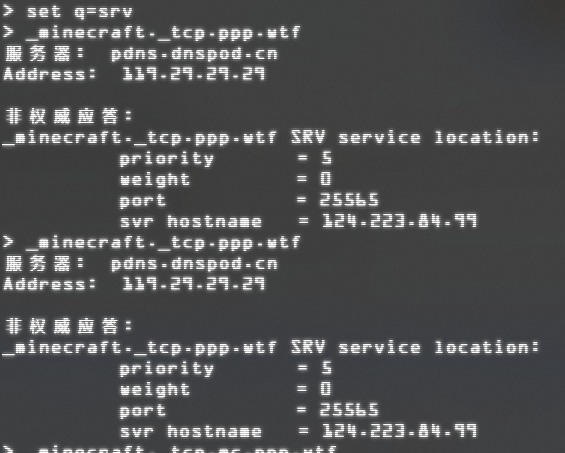 > set q=srv
> _minecraft._tcp.ppp.wtf
服务器:  pdns.dnspod.cn
Address:  119.29.29.29
非权威应答:
_minecraft._tcp.ppp.wtf SRV service location:
priority       = 5
weight         = 0
port           = 25565
svr hostname   = 124.223.84.99
> _minecraft._tcp.ppp.wtf
服务器:  pdns.dnspod.cn
Address:  119.29.29.29
非权威应答:
_minecraft._tcp.ppp.wtf SRV service location:
priority       = 5
weight         = 0
port           = 25565
svr hostname   = 124.223.84.99
> _minecraft._tcp.mc.ppp.wtf